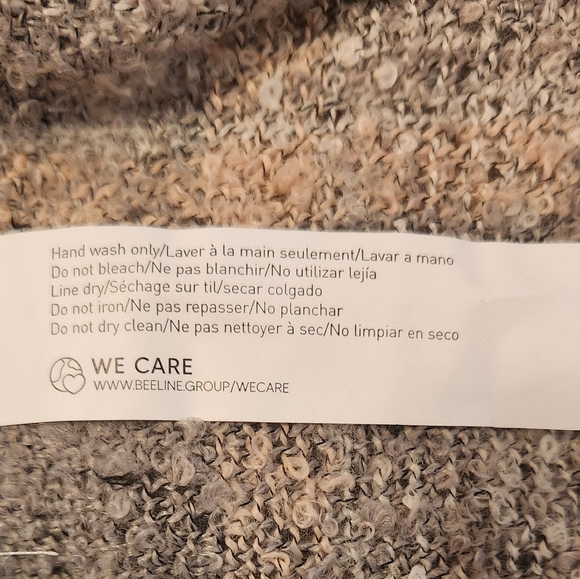 Hand wash only/Laver à la main seulement/Lavar a mano
Do not bleach/Ne pas blanchir/No utilizar lejía
Line dry/Séchage sur til/secar colgado
Do not iron/Ne pas repasser/No planchar
Do not dry clean/Ne pas nettoyer à sec/No limpiar en seco
WE CARE
WWW.BEELINE.GROUP/WECARE